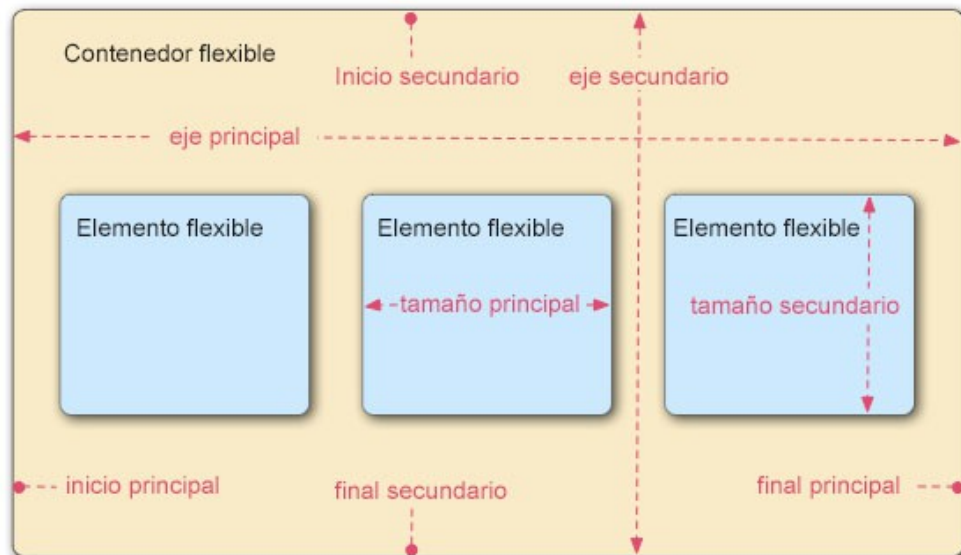 Contenedor flexible
Inicio secundario
eje secundario
eje principal
Elemento flexible
Elemento flexible
Elemento flexible
tamaño principal
tamaño secundario
inicio principal
final secundario
final principal